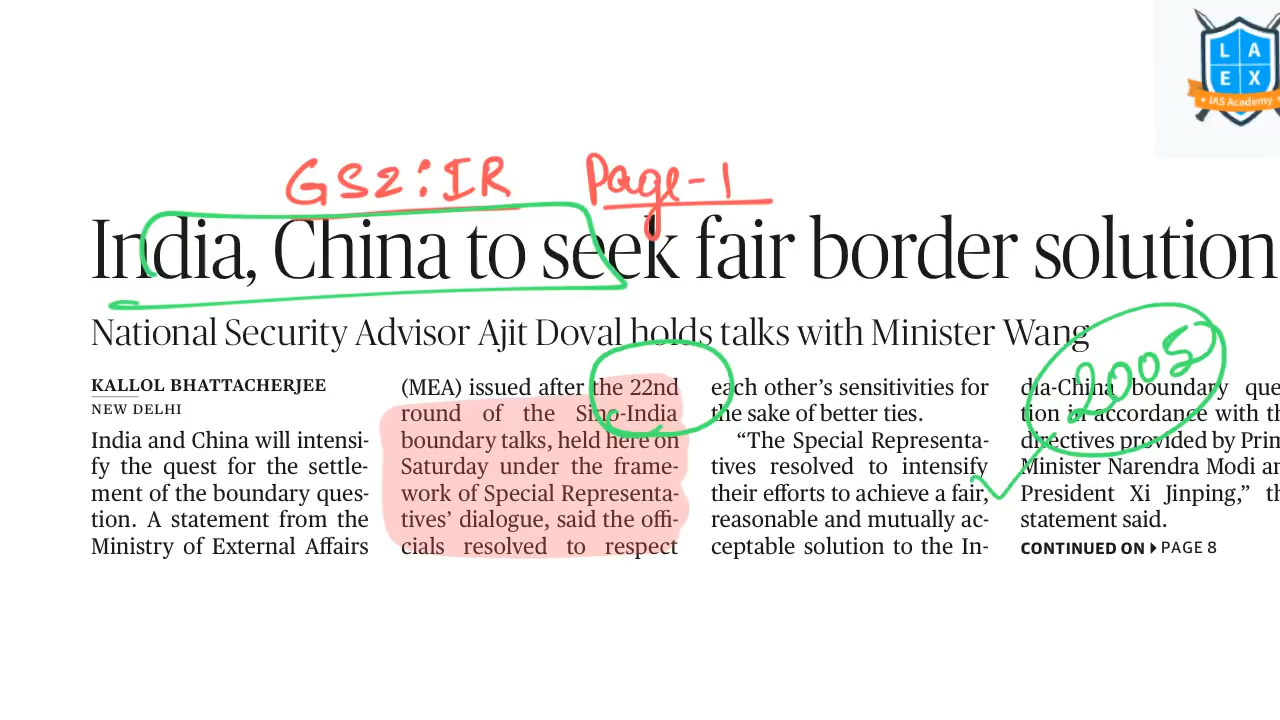 L A
E X
IAS Academy
GS2: IR Page-1
India, China to seek fair border solution
National Security Advisor Ajit Doval holds talks with Minister Wang
KALLOL BHATTACHERJEE
NEW DELHI
India and China will intensi-
fy the quest for the settle-
ment of the boundary ques-
tion. A statement from the
Ministry of External Affairs
(MEA) issued after the 22nd
round of the Sino-India
boundary talks, held here on
Saturday under the frame-
work of Special Representa-
tives’ dialogue, said the offi-
cials resolved to respect
each other’s sensitivities for
the sake of better ties.
“The Special Representa-
tives resolved to intensify
their efforts to achieve a fair,
reasonable and mutually ac-
ceptable solution to the In-
2005
dia-China boundary que
tion in accordance with th
directives provided by Prim
Minister Narendra Modi an
President Xi Jinping,” th
statement said.
CONTINUED ON PAGE 8